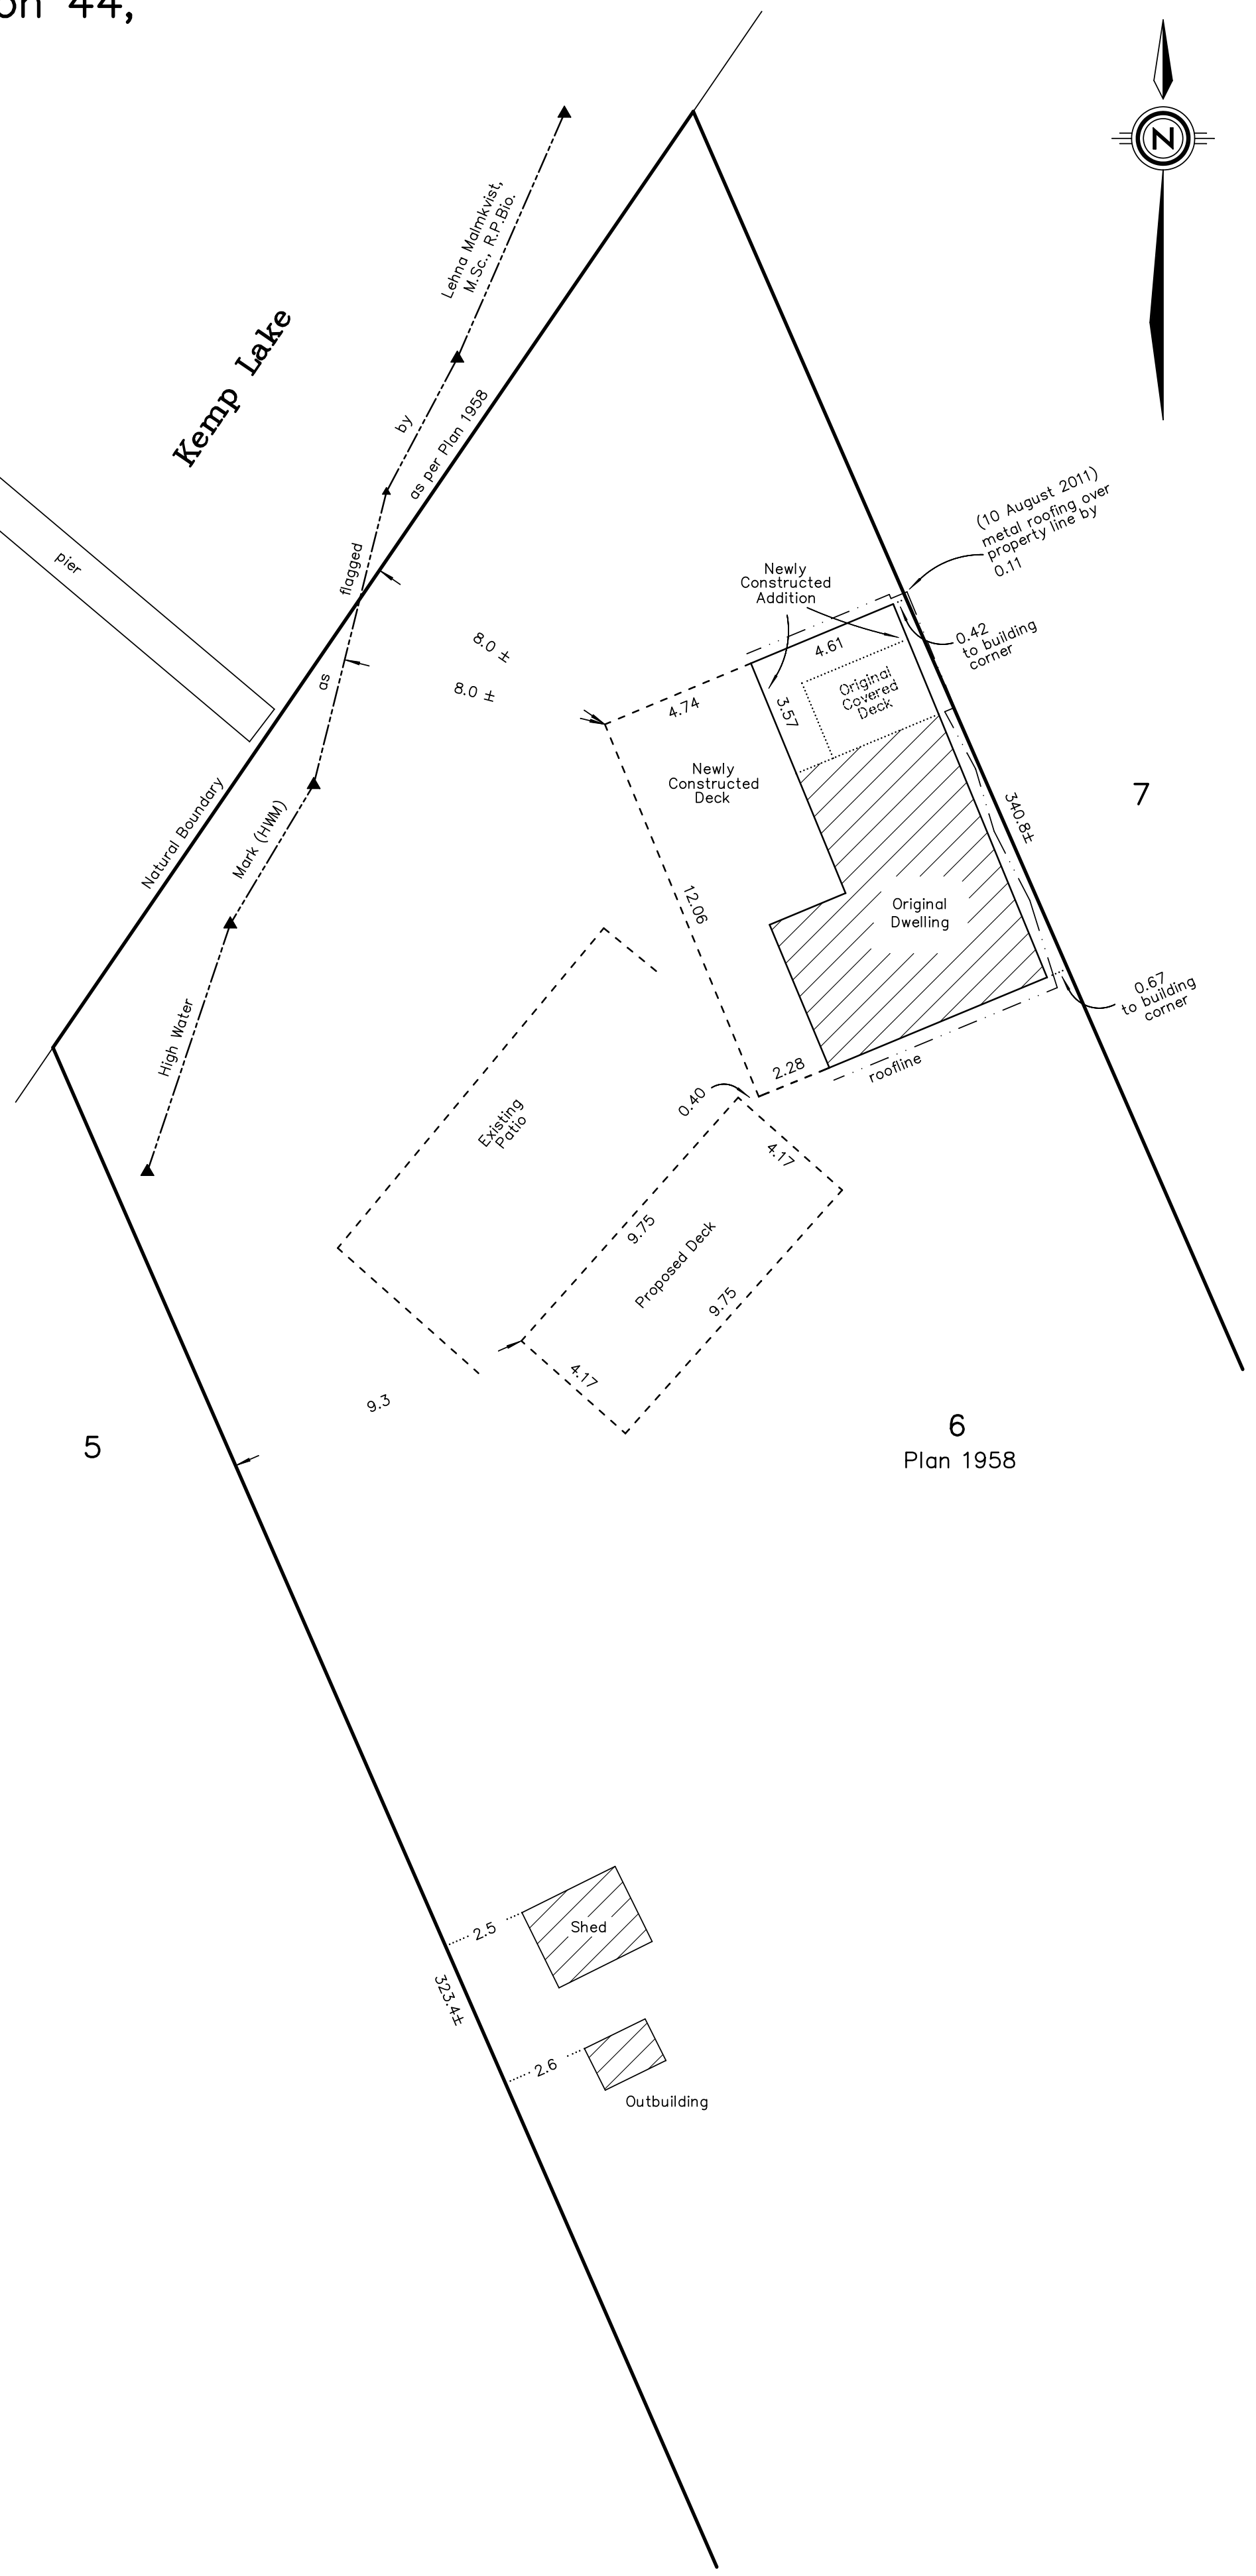 on 44,
N
Lehna Malmkvist,
M.Sc., R.P.Bio.
Kemp Lake
by
as per Plan 1958
pier
flagged
as
8.0 ±
8.0 ±
(10 August 2011)
metal roofing over
property line by
0.11
Newly
Constructed
Addition
0.42
to building
corner
4.61
Original
Covered
Deck
4.74
3.57
Newly
Constructed
Deck
7
340.8±
Natural Boundary
Mark (HWM)
12.06
Original
Dwelling
0.67
to building
corner
High Water
2.28
roofline
0.40
Existing
Patio
4.17
9.75
Proposed Deck
9.75
4.17
9.3
5
6
Plan 1958
2.5
Shed
323.4±
2.6
Outbuilding